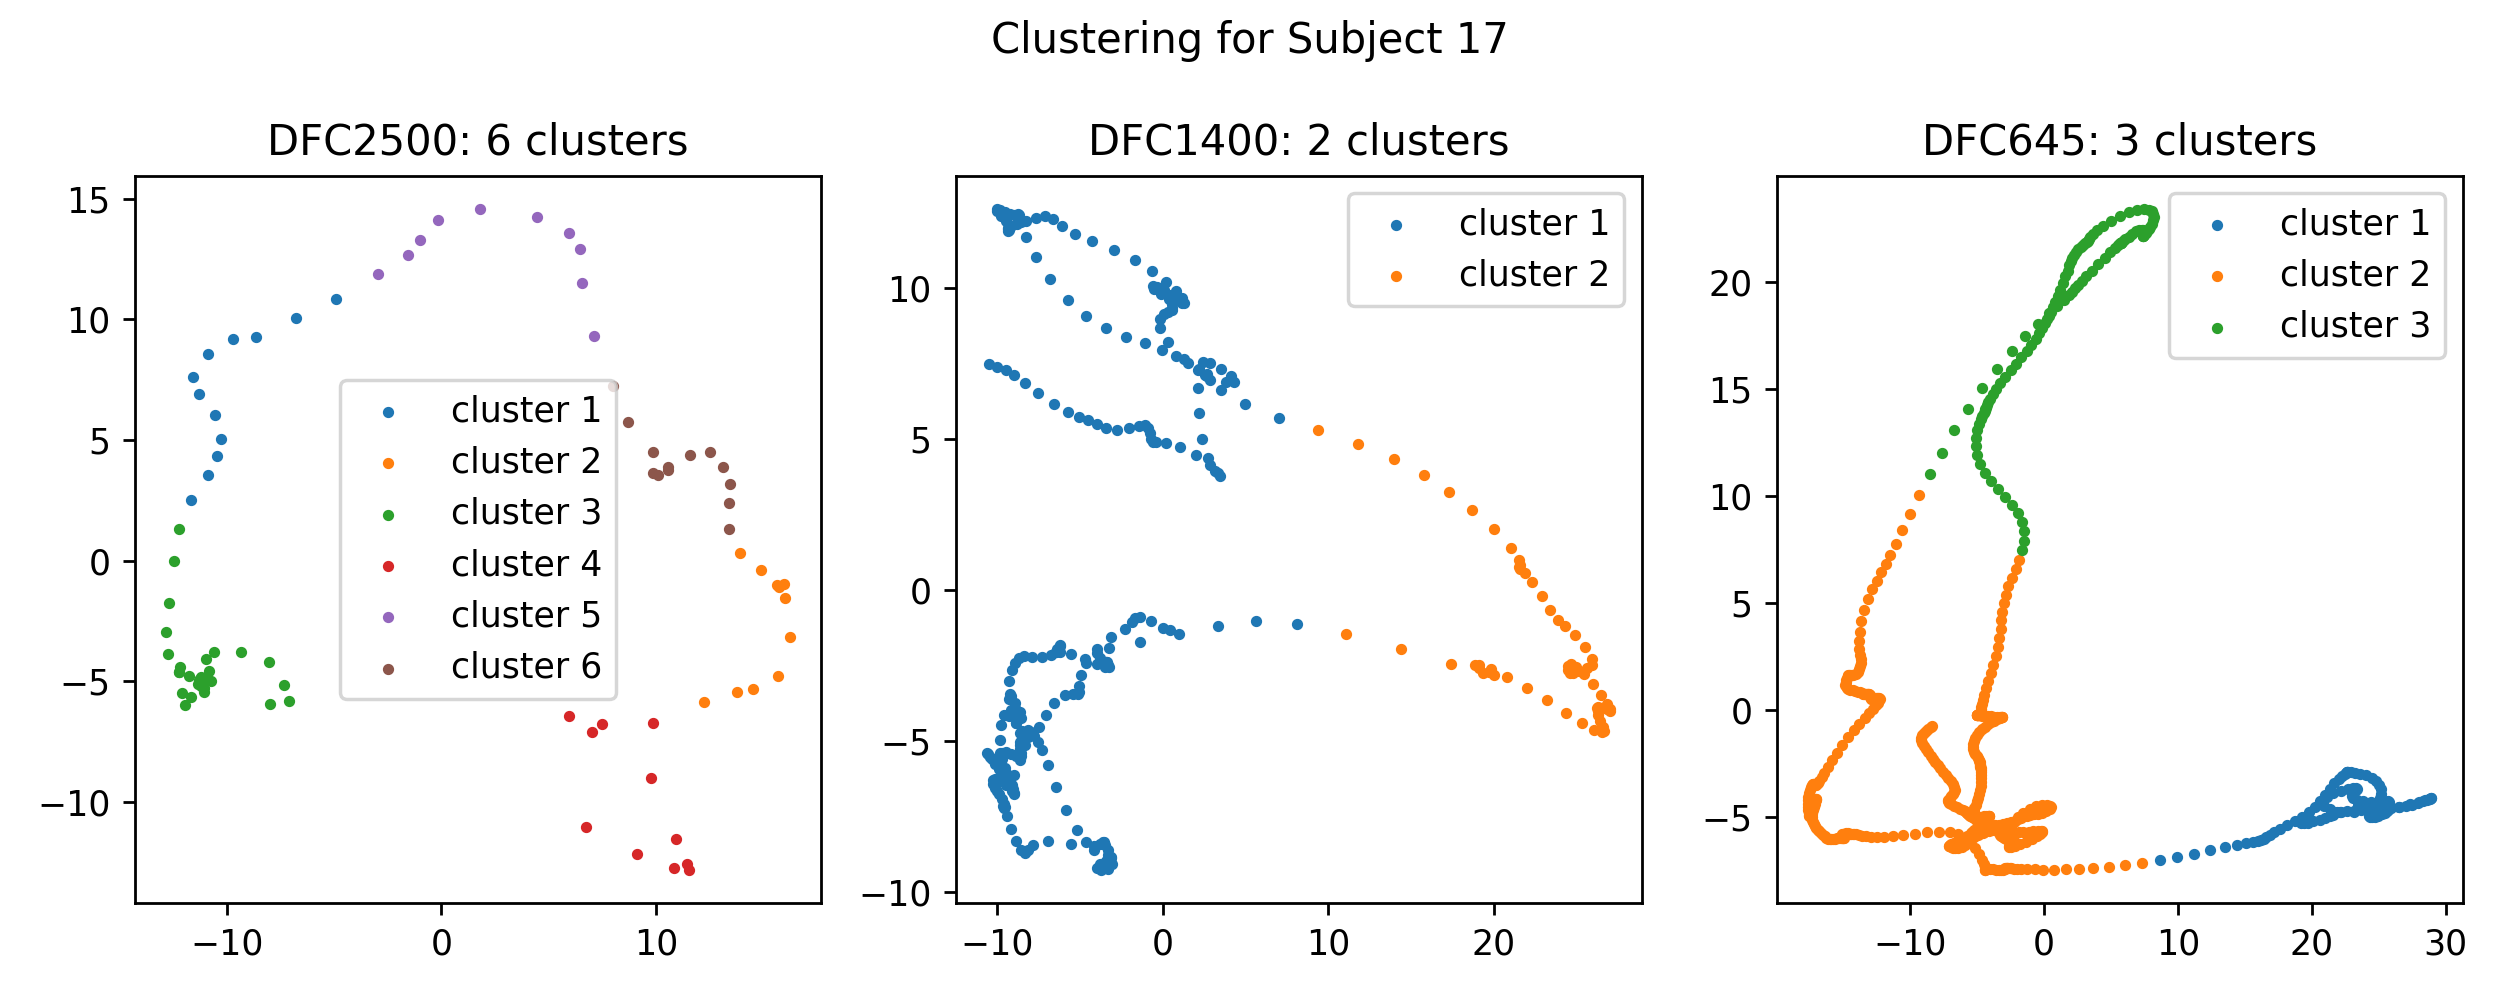 Clustering for Subject 17
DFC2500: 6 clusters
15
10
5
0
−5
−10
−10
0
10
cluster 1
cluster 2
cluster 3
cluster 4
cluster 5
cluster 6
DFC1400: 2 clusters
10
5
0
−5
−10
−10
0
10
20
cluster 1
cluster 2
DFC645: 3 clusters
20
15
10
5
0
−5
−10
0
10
20
30
cluster 1
cluster 2
cluster 3